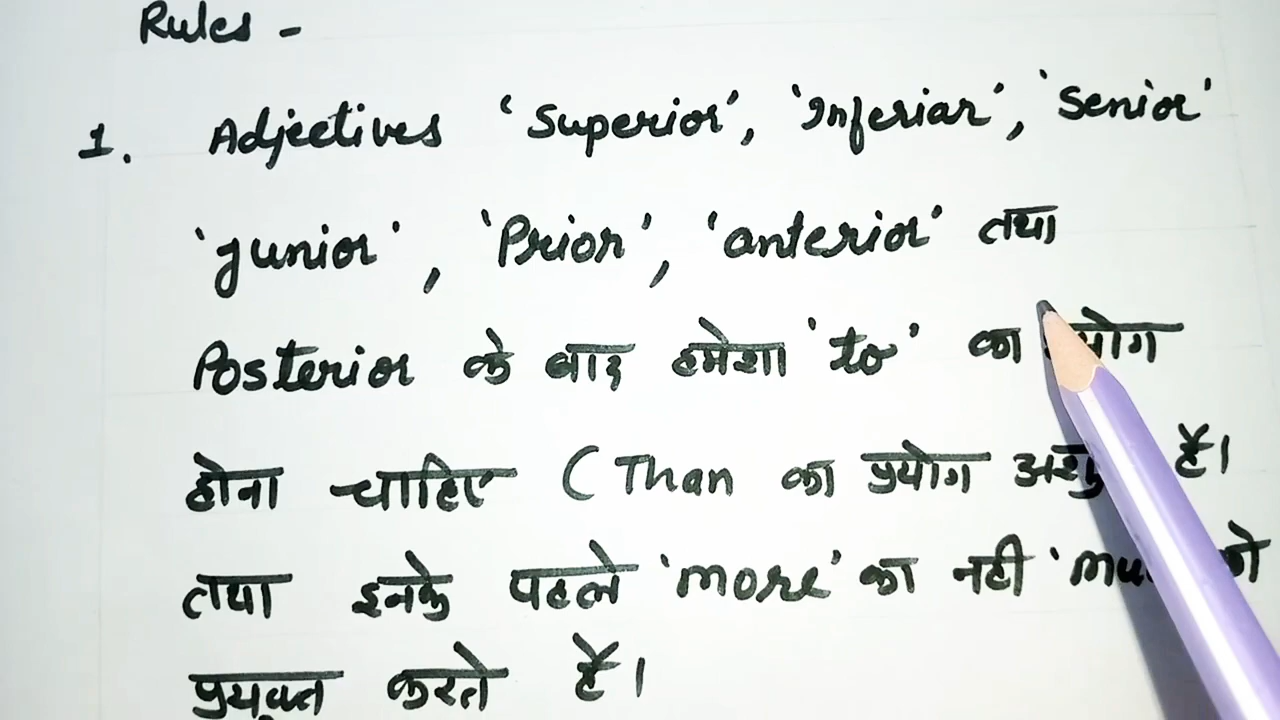 Rules -
1. Adjectives 'Superior', 'Inferiar', 'Senior'
'junior', 'Prior', 'anterior' तथा
Posterior के बाद हमेशा 'to' का
होना चाहिए (Than का प्रयोग है।
तथा इनके पहले 'more' का नही को
प्रयुक्त करते हैं।